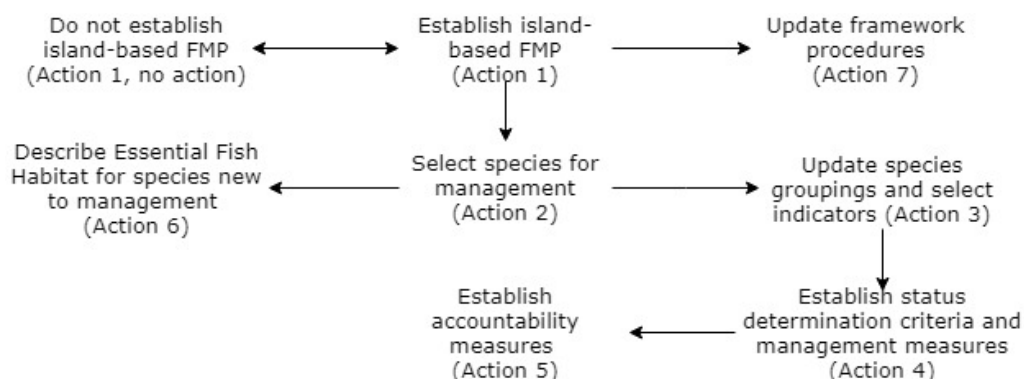 Do not establish
island-based FMP
(Action 1, no action)
Establish island-
based FMP
(Action 1)
Update framework
procedures
(Action 7)
Describe Essential Fish
Habitat for species new
to management
(Action 6)
Select species for
management
(Action 2)
Update species
groupings and select
indicators (Action 3)
Establish
accountability
measures
(Action 5)
Establish status
determination criteria and
management measures
(Action 4)